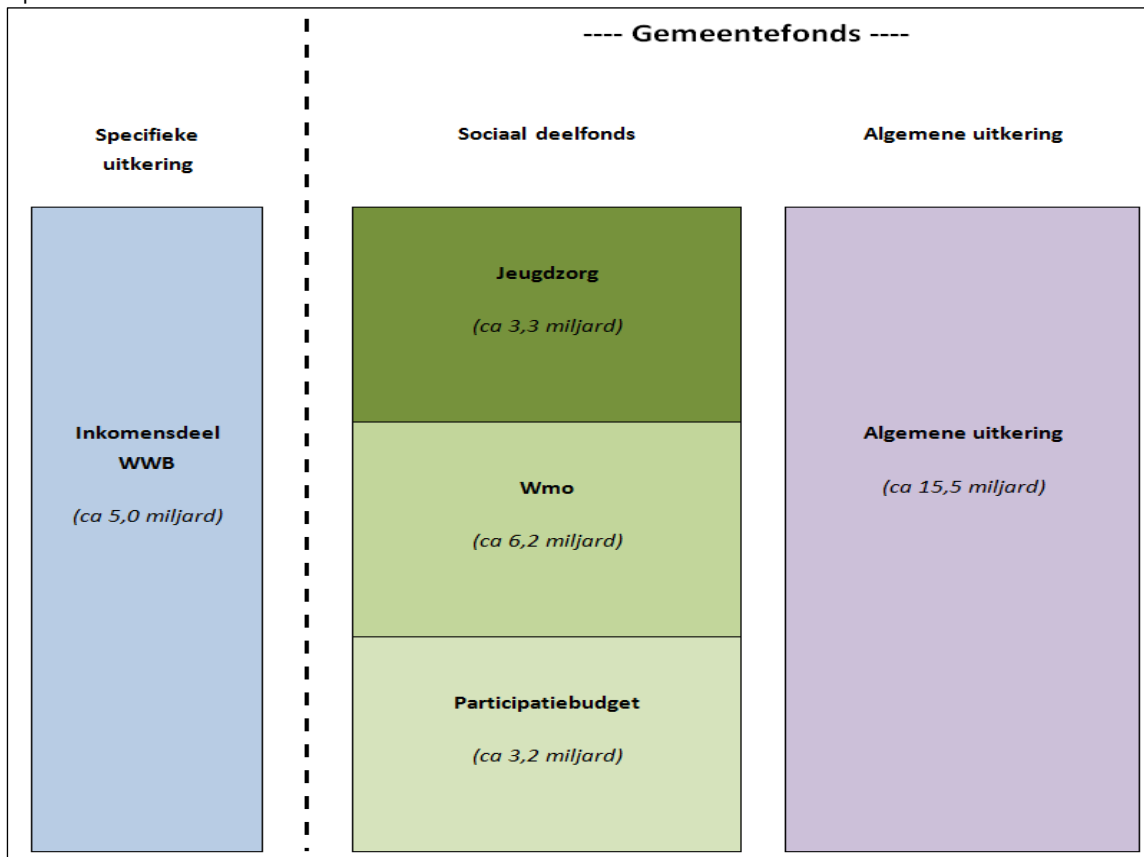 ---- Gemeentefonds ----
Specifieke
uitkering
Sociaal deelfonds
Algemene uitkering
Inkomensdeel
WWB
(ca 5,0 miljard)
Jeugdzorg
(ca 3,3 miljard)
Wmo
(ca 6,2 miljard)
Participatiebudget
(ca 3,2 miljard)
Algemene uitkering
(ca 15,5 miljard)